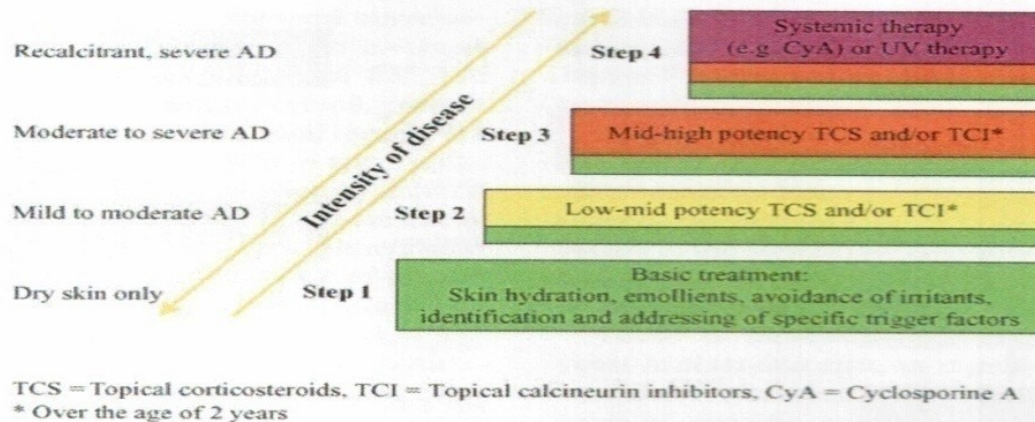 Recalcitrant, severe AD
Step 4
Systemic therapy
(e.g. CyA) or UV therapy
Moderate to severe AD
Step 3
Mid-high potency TCS and/or TCI*
Intensity of disease
Mild to moderate AD
Step 2
Low-mid potency TCS and/or TCI*
Dry skin only
Step 1
Basic treatment:
Skin hydration, emollients, avoidance of irritants,
identification and addressing of specific trigger factors
TCS = Topical corticosteroids, TCI = Topical calcineurin inhibitors, CyA = Cyclosporine A
* Over the age of 2 years